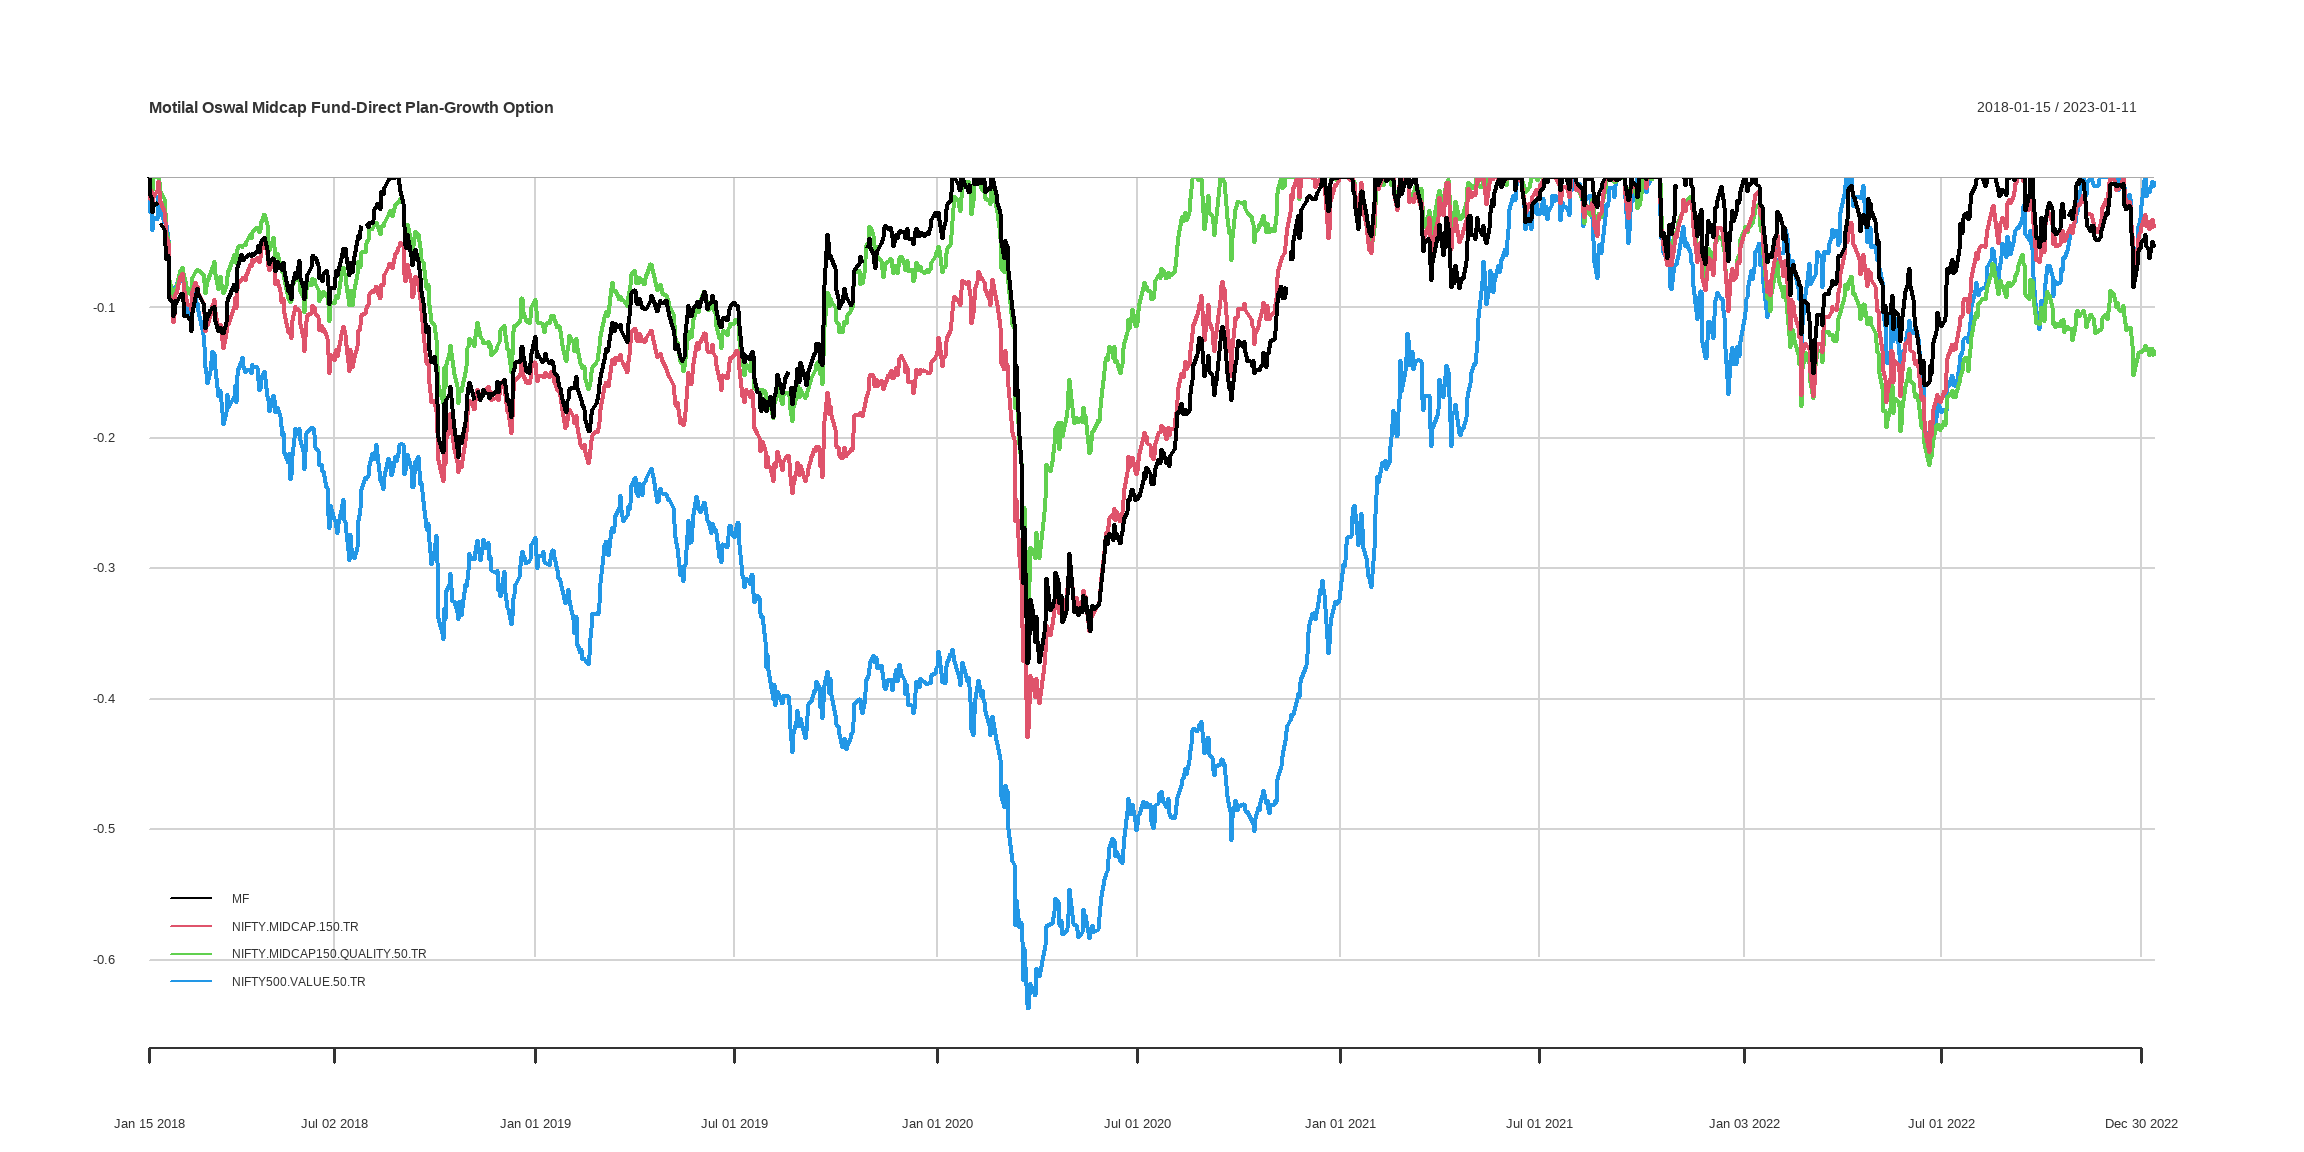 Motilal Oswal Midcap Fund-Direct Plan-Growth Option
2018-01-15 / 2023-01-11
-0.1
-0.2
-0.3
-0.4
-0.5
-0.6
MF
NIFTY.MIDCAP.150.TR
NIFTY.MIDCAP150.QUALITY.50.TR
NIFTY500.VALUE.50.TR
Jan 15 2018 Jul 02 2018 Jan 01 2019 Jul 01 2019 Jan 01 2020 Jul 01 2020 Jan 01 2021 Jul 01 2021 Jan 03 2022 Jul 01 2022 Dec 30 2022